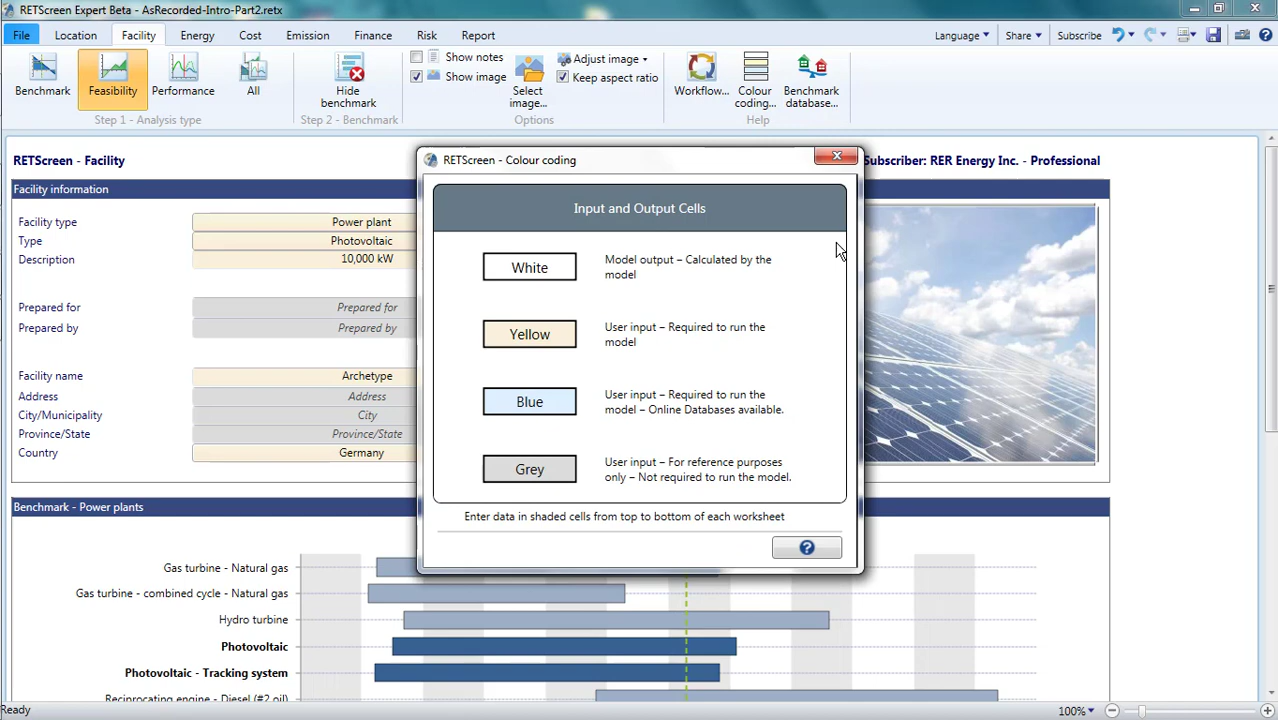 RETScreen Expert Beta - AsRecorded-Intro-Part2.retx
File
Location
Facility
Energy
Cost
Emission
Finance
Risk
Report
Language
Share
Subscribe
Benchmark
Feasibility
Performance
All
Step 1 - Analysis type
Hide
benchmark
Step 2 - Benchmark
Show notes
Show image
Select
image...
Adjust image
Keep aspect ratio
Options
Workflow...
Colour
coding...
Benchmark
database...
Help
RETScreen - Facility
Subscriber: RER Energy Inc. - Professional
Facility information
Facility type Power plant
Type Photovoltaic
Description 10,000 kW
Prepared for Prepared for
Prepared by Prepared by
Facility name Archetype
Address Address
City/Municipality City
Province/State Province/State
Country Germany
RETScreen - Colour coding
Input and Output Cells
White
Model output – Calculated by the
model
Yellow
User input – Required to run the
model
Blue
User input – Required to run the
model – Online Databases available.
Grey
User input – For reference purposes
only – Not required to run the model.
Enter data in shaded cells from top to bottom of each worksheet
Benchmark - Power plants
Gas turbine - Natural gas
Gas turbine - combined cycle - Natural gas
Hydro turbine
Photovoltaic
Photovoltaic - Tracking system
Reciprocating engine - Diesel (#2 oil)
Ready
100%